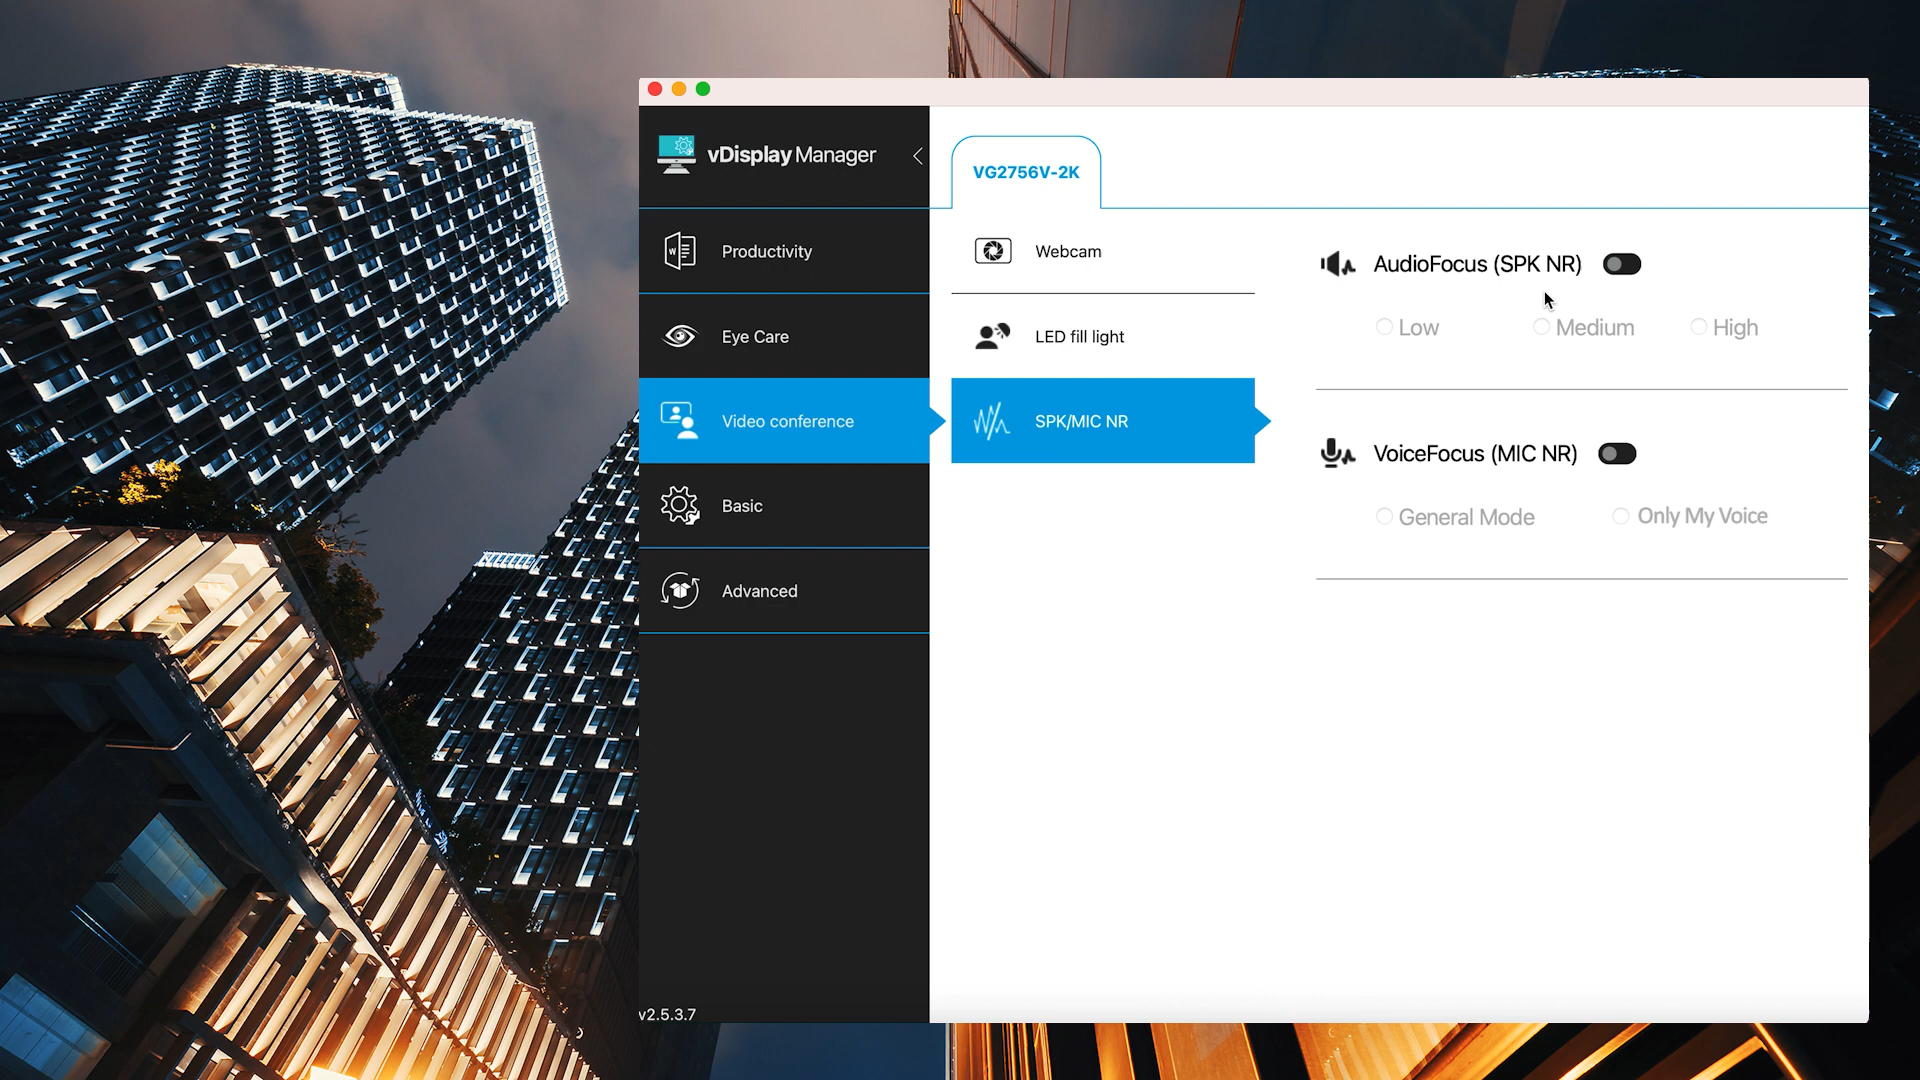 vDisplay Manager
VG2756V-2K
Productivity
Eye Care
Video conference
Basic
Advanced
v2.5.3.7
Webcam
LED fill light
SPK/MIC NR
AudioFocus (SPK NR)
Low Medium High
VoiceFocus (MIC NR)
General Mode Only My Voice